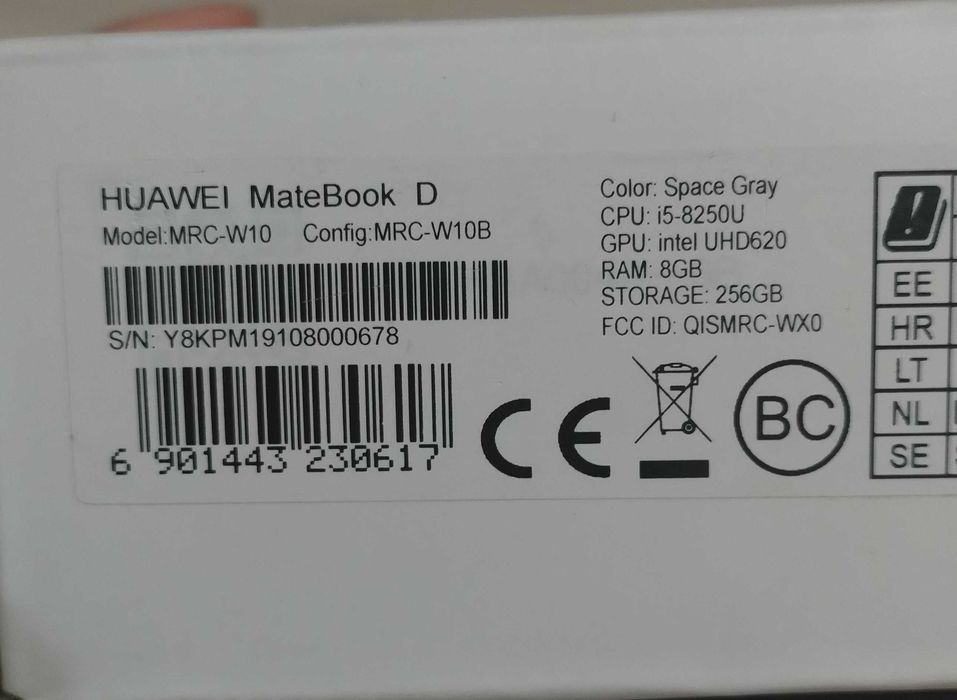 HUAWEI MateBook D
Model:MRC-W10 Config:MRC-W10B
S/N: Y8KPM19108000678
6 901443 230617
Color: Space Gray
CPU: i5-8250U
GPU: intel UHD620
RAM: 8GB
STORAGE: 256GB
FCC ID: QISMRC-WX0
CE
BC
EE
HR
LT
NL
SE